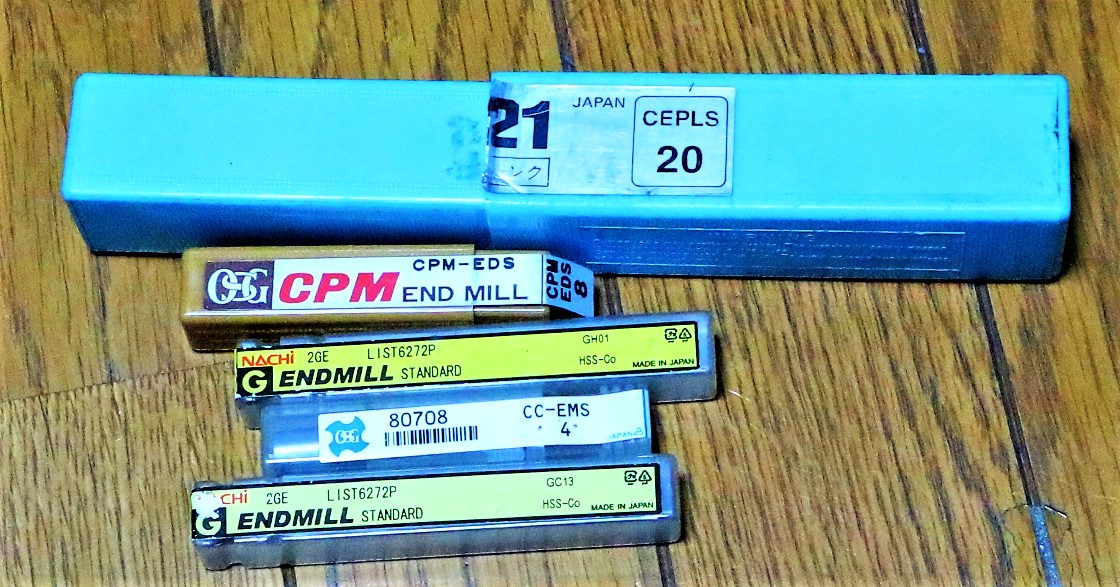 21 JAPAN CEPLS
20
ンク
OSG CPM CPM-EDS
END MILL
CPM
EDS
8
NACHi 2GE LIST6272P GH01
G ENDMILL STANDARD HSS-Co MADE IN JAPAN
OSG 80708 CC-EMS
4
JAPAN
CHi 2GE LIST6272P GC13
G ENDMILL STANDARD HSS-Co MADE IN JAPAN